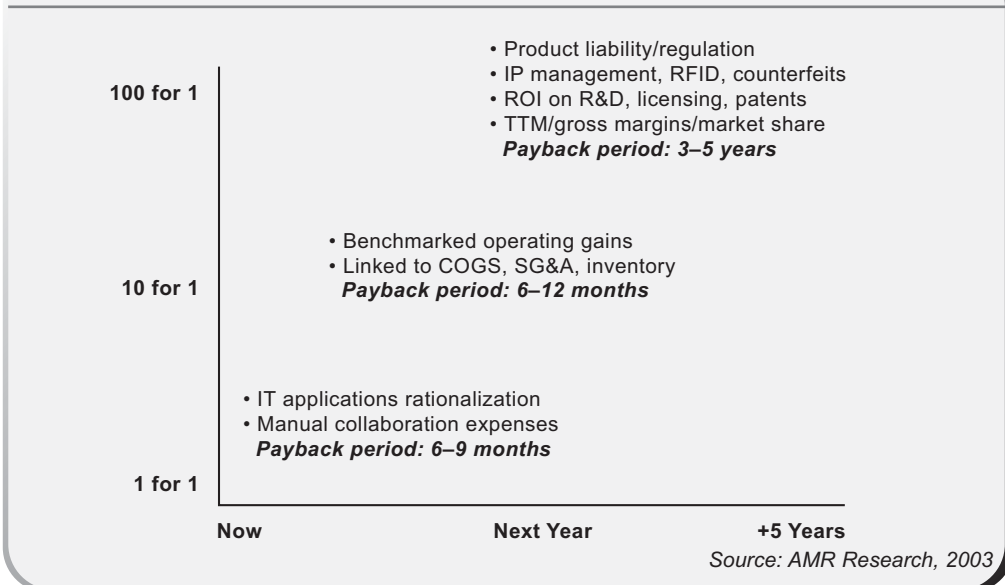 • Product liability/regulation
• IP management, RFID, counterfeits
100 for 1
• ROI on R&D, licensing, patents
• TTM/gross margins/market share
Payback period: 3–5 years
• Benchmarked operating gains
• Linked to COGS, SG&A, inventory
10 for 1
Payback period: 6–12 months
• IT applications rationalization
• Manual collaboration expenses
Payback period: 6–9 months
1 for 1
Now Next Year +5 Years
Source: AMR Research, 2003